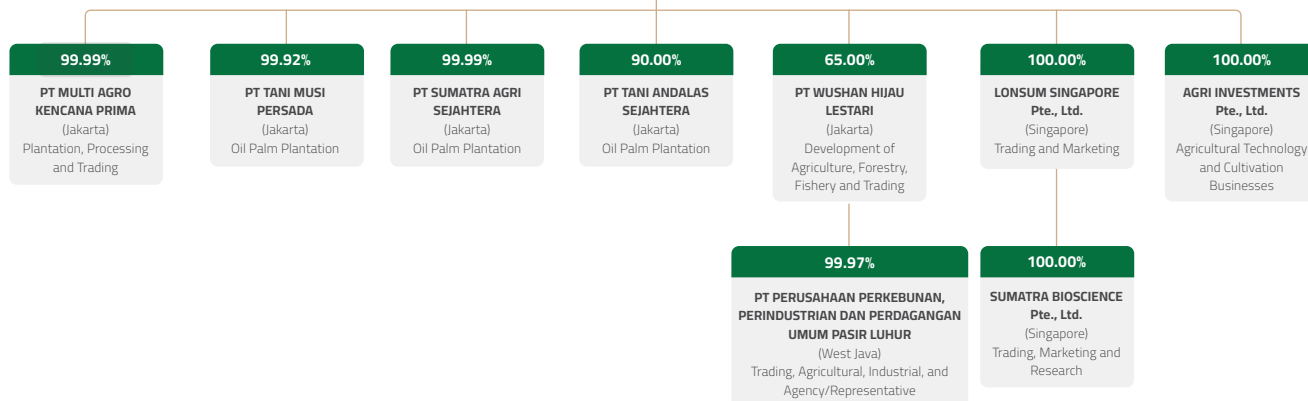 99.99%
PT MULTI AGRO
KENCANA PRIMA
(Jakarta)
Plantation, Processing
and Trading
99.92%
PT TANI MUSI
PERSADA
(Jakarta)
Oil Palm Plantation
99.99%
PT SUMATRA AGRI
SEJAHTERA
(Jakarta)
Oil Palm Plantation
90.00%
PT TANI ANDALAS
SEJAHTERA
(Jakarta)
Oil Palm Plantation
65.00%
PT WUSHAN HIJAU
LESTARI
(Jakarta)
Development of
Agriculture, Forestry,
Fishery and Trading
100.00%
LONSUM SINGAPORE
Pte., Ltd.
(Singapore)
Trading and Marketing
100.00%
AGRI INVESTMENTS
Pte., Ltd.
(Singapore)
Agricultural Technology
and Cultivation
Businesses
99.97%
PT PERUSAHAAN PERKEBUNAN,
PERINDUSTRIAN DAN PERDAGANGAN
UMUM PASIR LUHUR
(West Java)
Trading, Agricultural, Industrial, and
Agency/Representative
100.00%
SUMATRA BIOSCIENCE
Pte., Ltd.
(Singapore)
Trading, Marketing and
Research